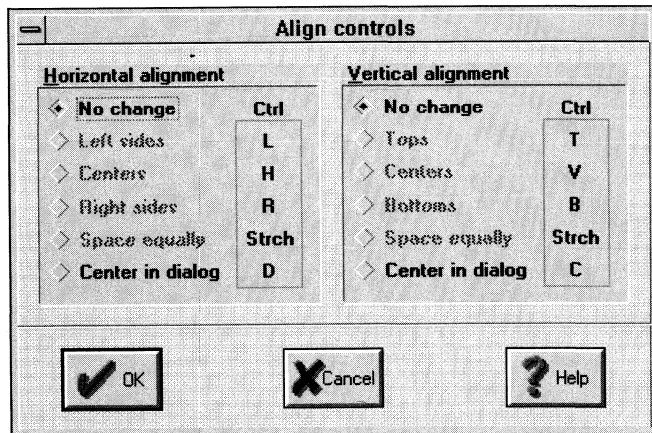 Align controls
Horizontal alignment
No change Ctrl
Left sides L
Centers H
Right sides R
Space equally Strch
Center in dialog D
Vertical alignment
No change Ctrl
Tops T
Centers V
Bottoms B
Space equally Strch
Center in dialog C
OK
Cancel
Help